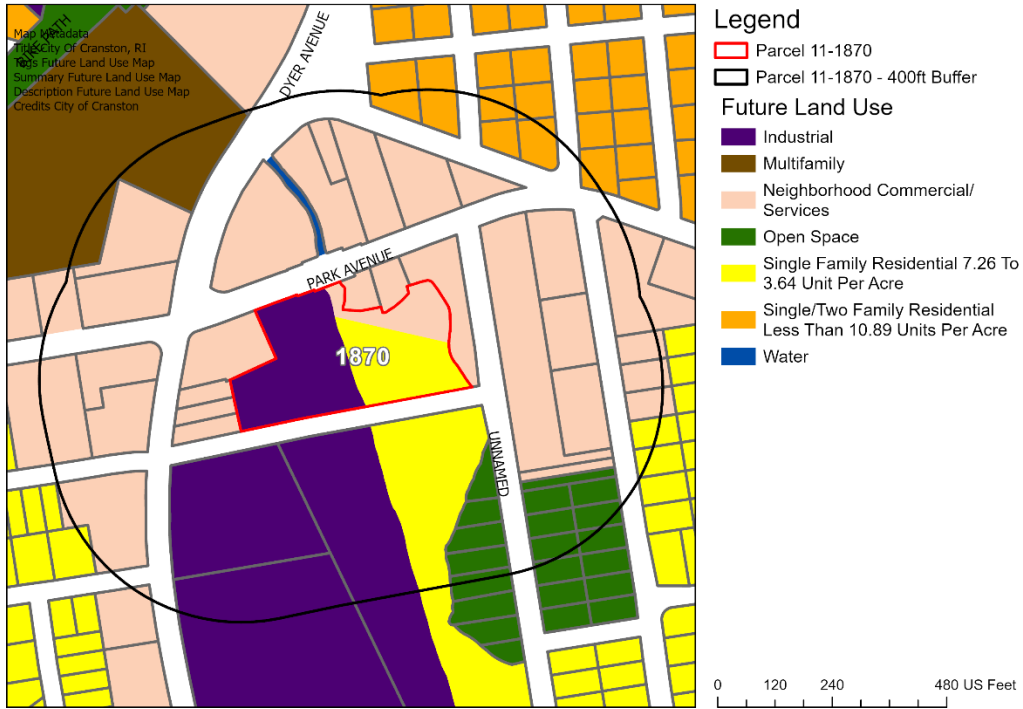 Map Metadata
Title City Of Cranston, RI
Tags Future Land Use Map
Summary Future Land Use Map
Description Future Land Use Map
Credits City of Cranston
DYER AVENUE
PARK AVENUE
1870
UNNAMED
Legend
Parcel 11-1870
Parcel 11-1870 - 400ft Buffer
Future Land Use
Industrial
Multifamily
Neighborhood Commercial/
Services
Open Space
Single Family Residential 7.26 To
3.64 Unit Per Acre
Single/Two Family Residential
Less Than 10.89 Units Per Acre
Water
0 120 240 480 US Feet